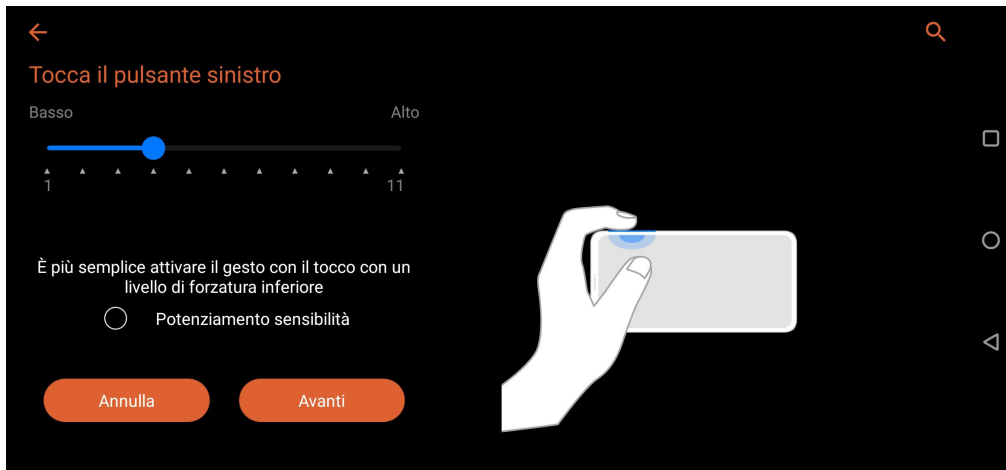 Tocca il pulsante sinistro
Basso Alto
1 11
È più semplice attivare il gesto con il tocco con un
livello di forzatura inferiore
Potenziamento sensibilità
Annulla Avanti